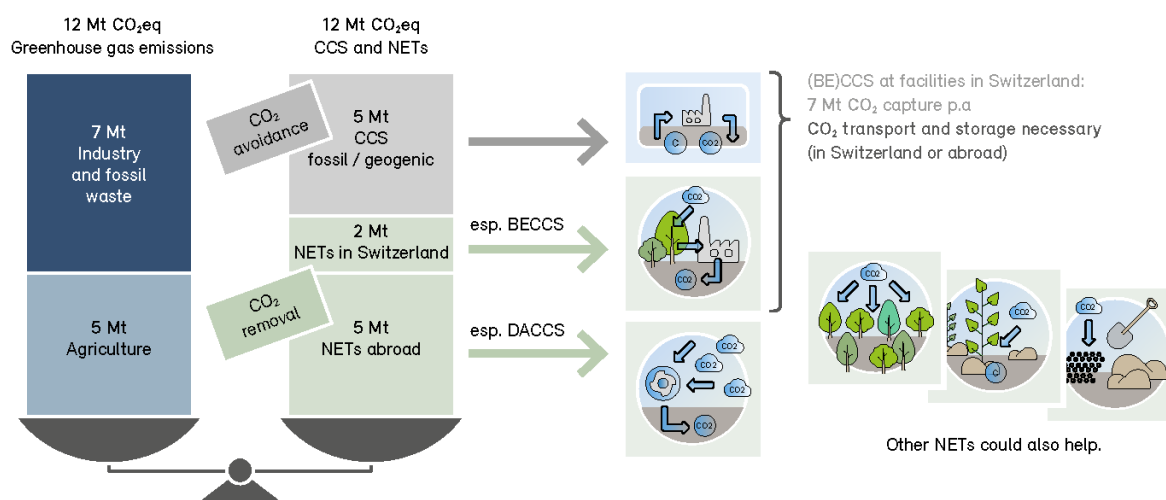 12 Mt CO₂eq
Greenhouse gas emissions
12 Mt CO₂eq
CCS and NETs
7 Mt
Industry
and fossil
waste
5 Mt
Agriculture
CO₂
avoidance
5 Mt
CCS
fossil / geogenic
2 Mt
NETs in Switzerland
CO₂
removal
5 Mt
NETs abroad
esp. BECCS
esp. DACCS
C
CO2
CO2
CO2
CO2
CO2
CO2
CO2
(BE)CCS at facilities in Switzerland:
7 Mt CO₂ capture p.a
CO₂ transport and storage necessary
(in Switzerland or abroad)
CO2
CO2
C
CO2
Other NETs could also help.